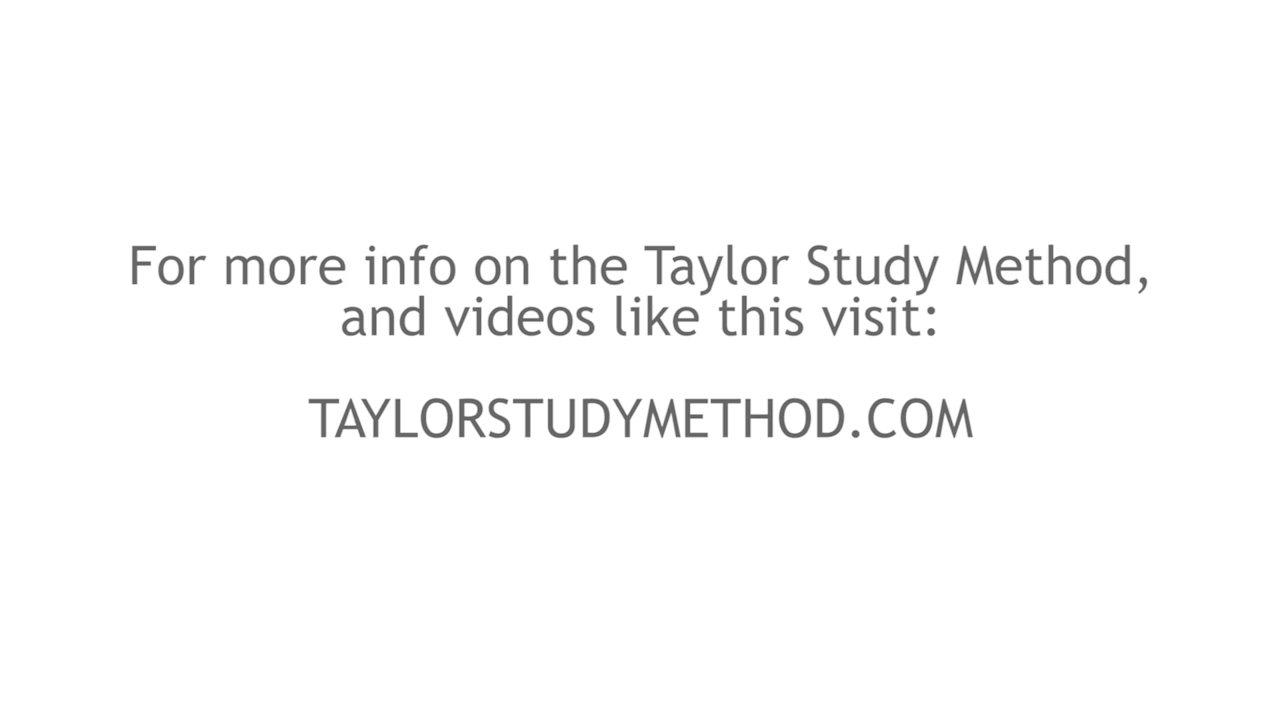 For more info on the Taylor Study Method,
and videos like this visit:
TAYLORSTUDYMETHOD.COM